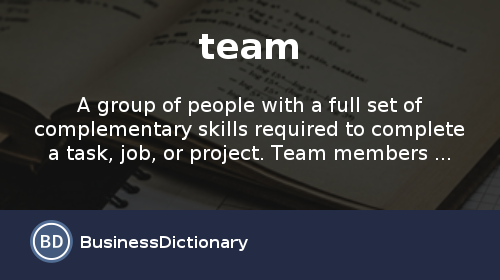 team
A group of people with a full set of
complementary skills required to complete
a task, job, or project. Team members ...
BD BusinessDictionary